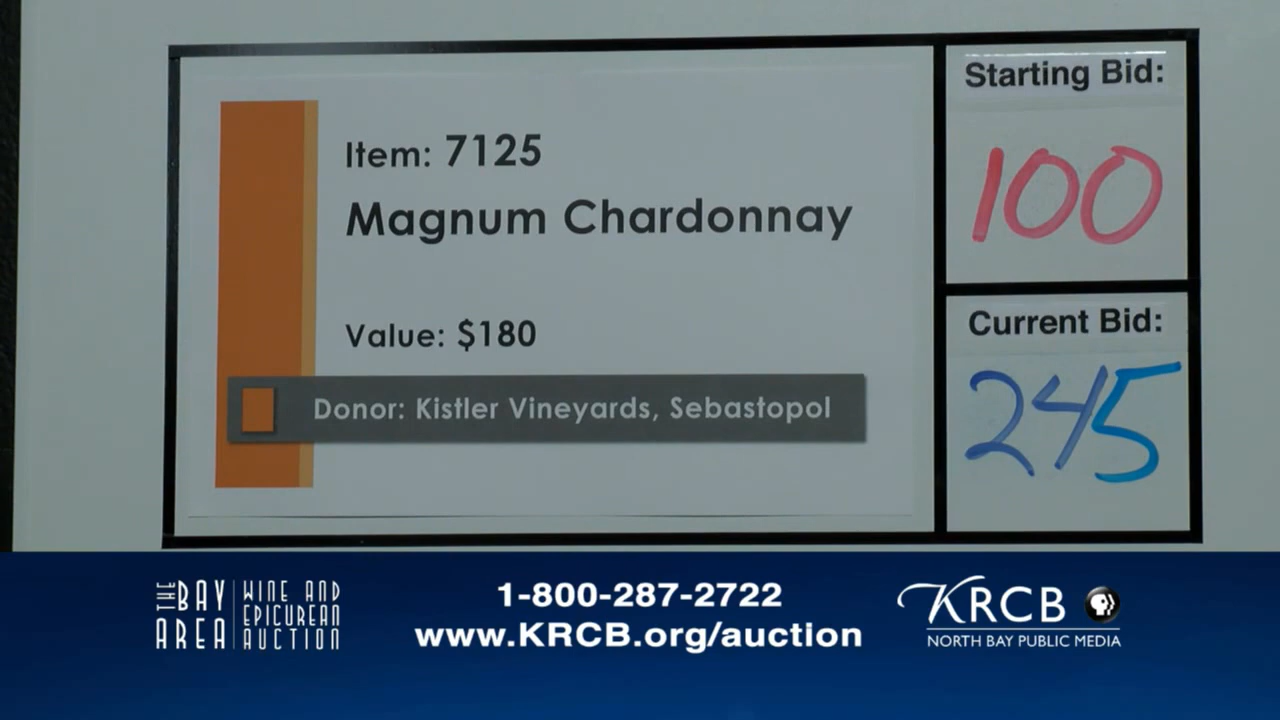 Item: 7125
Magnum Chardonnay
Value: $180
Donor: Kistler Vineyards, Sebastopol
Starting Bid:
100
Current Bid:
245
THE BAY AREA
WINE AND
EPICUREAN
AUCTION
1-800-287-2722
www.KRCB.org/auction
KRCB
NORTH BAY PUBLIC MEDIA